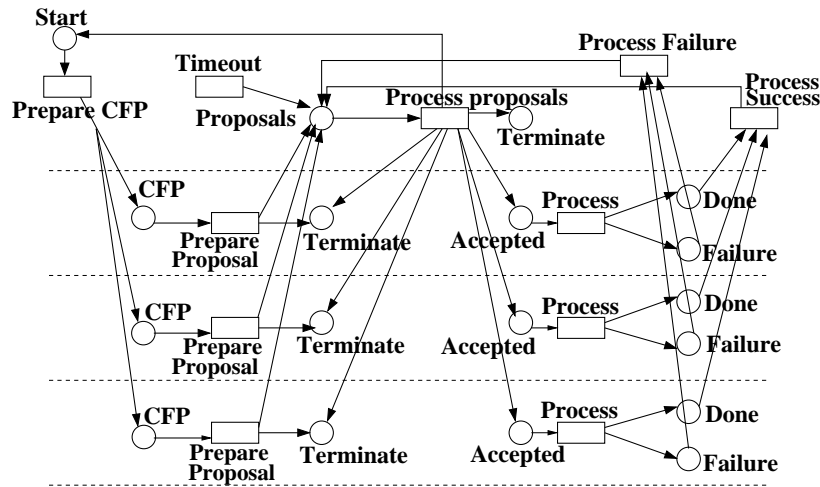 Start
Process Failure
Timeout
Process
Success
Prepare CFP
Process proposals
Proposals
Terminate
CFP
Process
Done
Prepare
Proposal
Terminate
Accepted
Failure
CFP
Process
Done
Prepare
Proposal
Terminate
Accepted
Failure
CFP
Process
Done
Prepare
Proposal
Terminate
Accepted
Failure